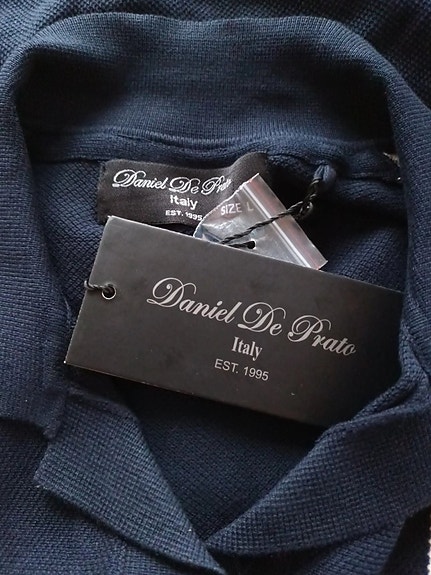 Daniel De Prato
Italy
EST. 1995
SIZE L
Daniel De Prato
Italy
EST. 1995